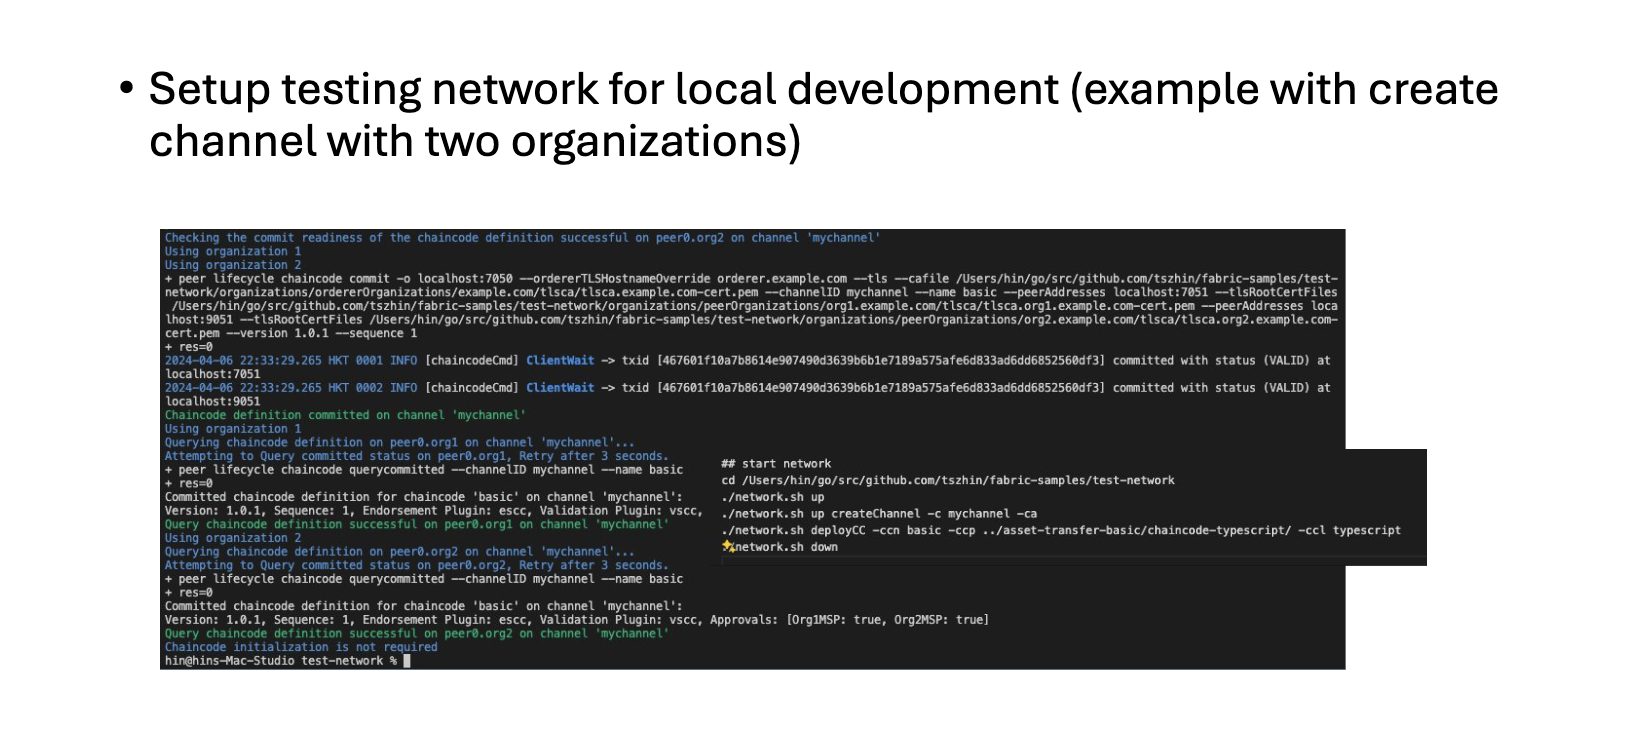 • Setup testing network for local development (example with create
channel with two organizations)
Checking the commit readiness of the chaincode definition successful on peer0.org2 on channel 'mychannel'
Using organization 1
Using organization 2
+ peer lifecycle chaincode commit -o localhost:7050 --ordererTLSHostnameOverride orderer.example.com --tls --cafile /Users/hin/go/src/github.com/tszhin/fabric-samples/test-
network/organizations/ordererOrganizations/example.com/tlsca/tlsca.example.com-cert.pem --channelID mychannel --name basic --peerAddresses localhost:7051 --tlsRootCertFiles
/Users/hin/go/src/github.com/tszhin/fabric-samples/test-network/organizations/peerOrganizations/org1.example.com/tlsca/tlsca.org1.example.com-cert.pem --peerAddresses loca
lhost:9051 --tlsRootCertFiles /Users/hin/go/src/github.com/tszhin/fabric-samples/test-network/organizations/peerOrganizations/org2.example.com/tlsca/tlsca.org2.example.com-
cert.pem --version 1.0.1 --sequence 1
+ res=0
2024-04-06 22:33:29.265 HKT 0001 INFO [chaincodeCmd] ClientWait -> txid [467601f10a7b8614e907490d3639b6b1e7189a575afe6d833ad6dd6852560df3] committed with status (VALID) at
localhost:7051
2024-04-06 22:33:29.265 HKT 0002 INFO [chaincodeCmd] ClientWait -> txid [467601f10a7b8614e907490d3639b6b1e7189a575afe6d833ad6dd6852560df3] committed with status (VALID) at
localhost:9051
Chaincode definition committed on channel 'mychannel'
Using organization 1
Querying chaincode definition on peer0.org1 on channel 'mychannel'...
Attempting to Query committed status on peer0.org1, Retry after 3 seconds.
+ peer lifecycle chaincode querycommitted --channelID mychannel --name basic
+ res=0
Committed chaincode definition for chaincode 'basic' on channel 'mychannel':
Version: 1.0.1, Sequence: 1, Endorsement Plugin: escc, Validation Plugin: vscc,
Query chaincode definition successful on peer0.org1 on channel 'mychannel'
Using organization 2
Querying chaincode definition on peer0.org2 on channel 'mychannel'...
Attempting to Query committed status on peer0.org2, Retry after 3 seconds.
+ peer lifecycle chaincode querycommitted --channelID mychannel --name basic
+ res=0
Committed chaincode definition for chaincode 'basic' on channel 'mychannel':
Version: 1.0.1, Sequence: 1, Endorsement Plugin: escc, Validation Plugin: vscc, Approvals: [Org1MSP: true, Org2MSP: true]
Query chaincode definition successful on peer0.org2 on channel 'mychannel'
Chaincode initialization is not required
hin@hins-Mac-Studio test-network %
## start network
cd /Users/hin/go/src/github.com/tszhin/fabric-samples/test-network
./network.sh up
./network.sh up createChannel -c mychannel -ca
./network.sh deployCC -ccn basic -ccp ../asset-transfer-basic/chaincode-typescript/ -ccl typescript
./network.sh down